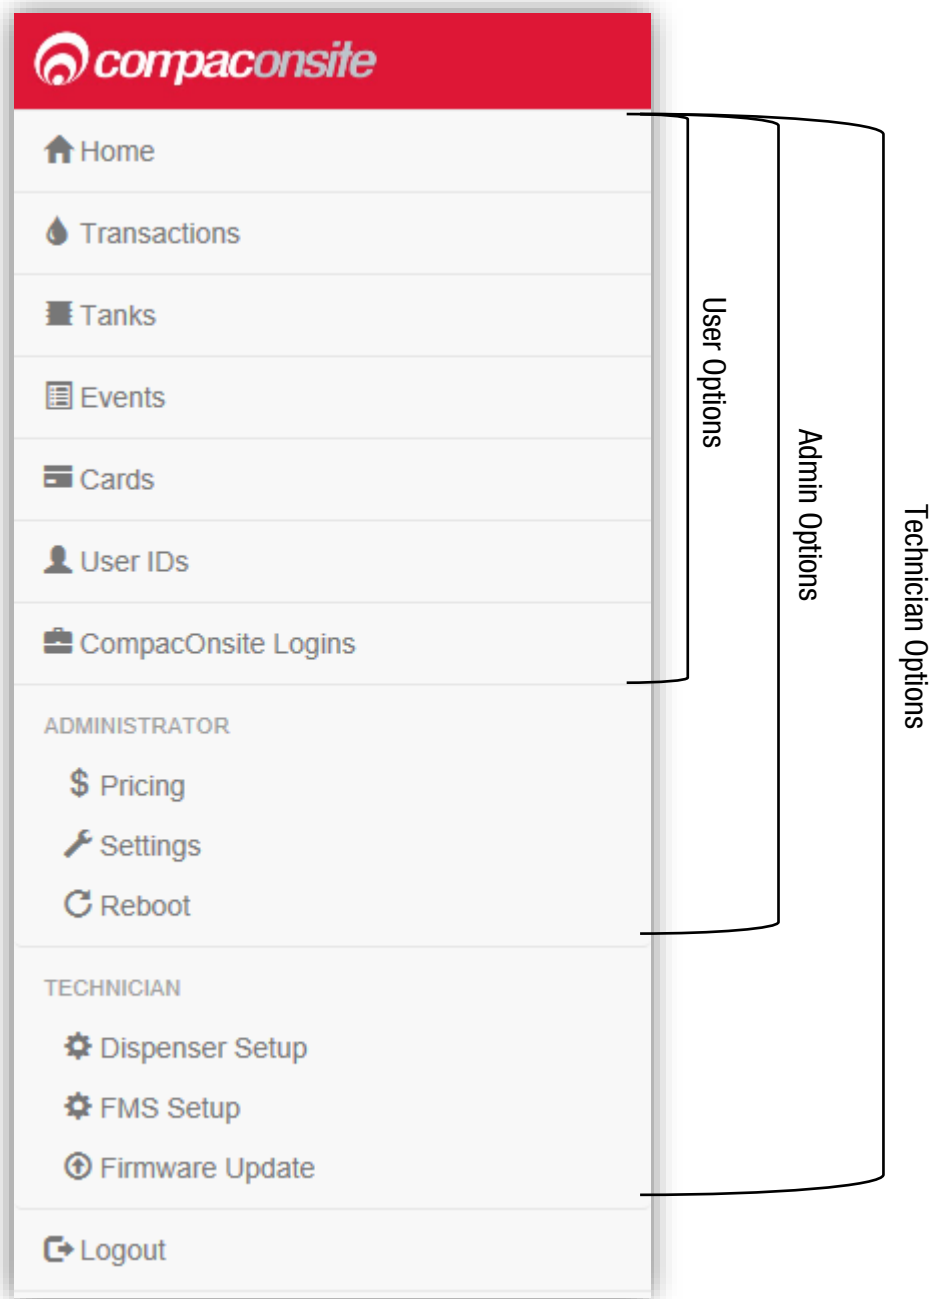 compaconsite
Home
Transactions
Tanks
Events
Cards
User IDs
CompacOnsite Logins
ADMINISTRATOR
$ Pricing
Settings
Reboot
TECHNICIAN
Dispenser Setup
FMS Setup
Firmware Update
Logout
User Options
Admin Options
Technician Options